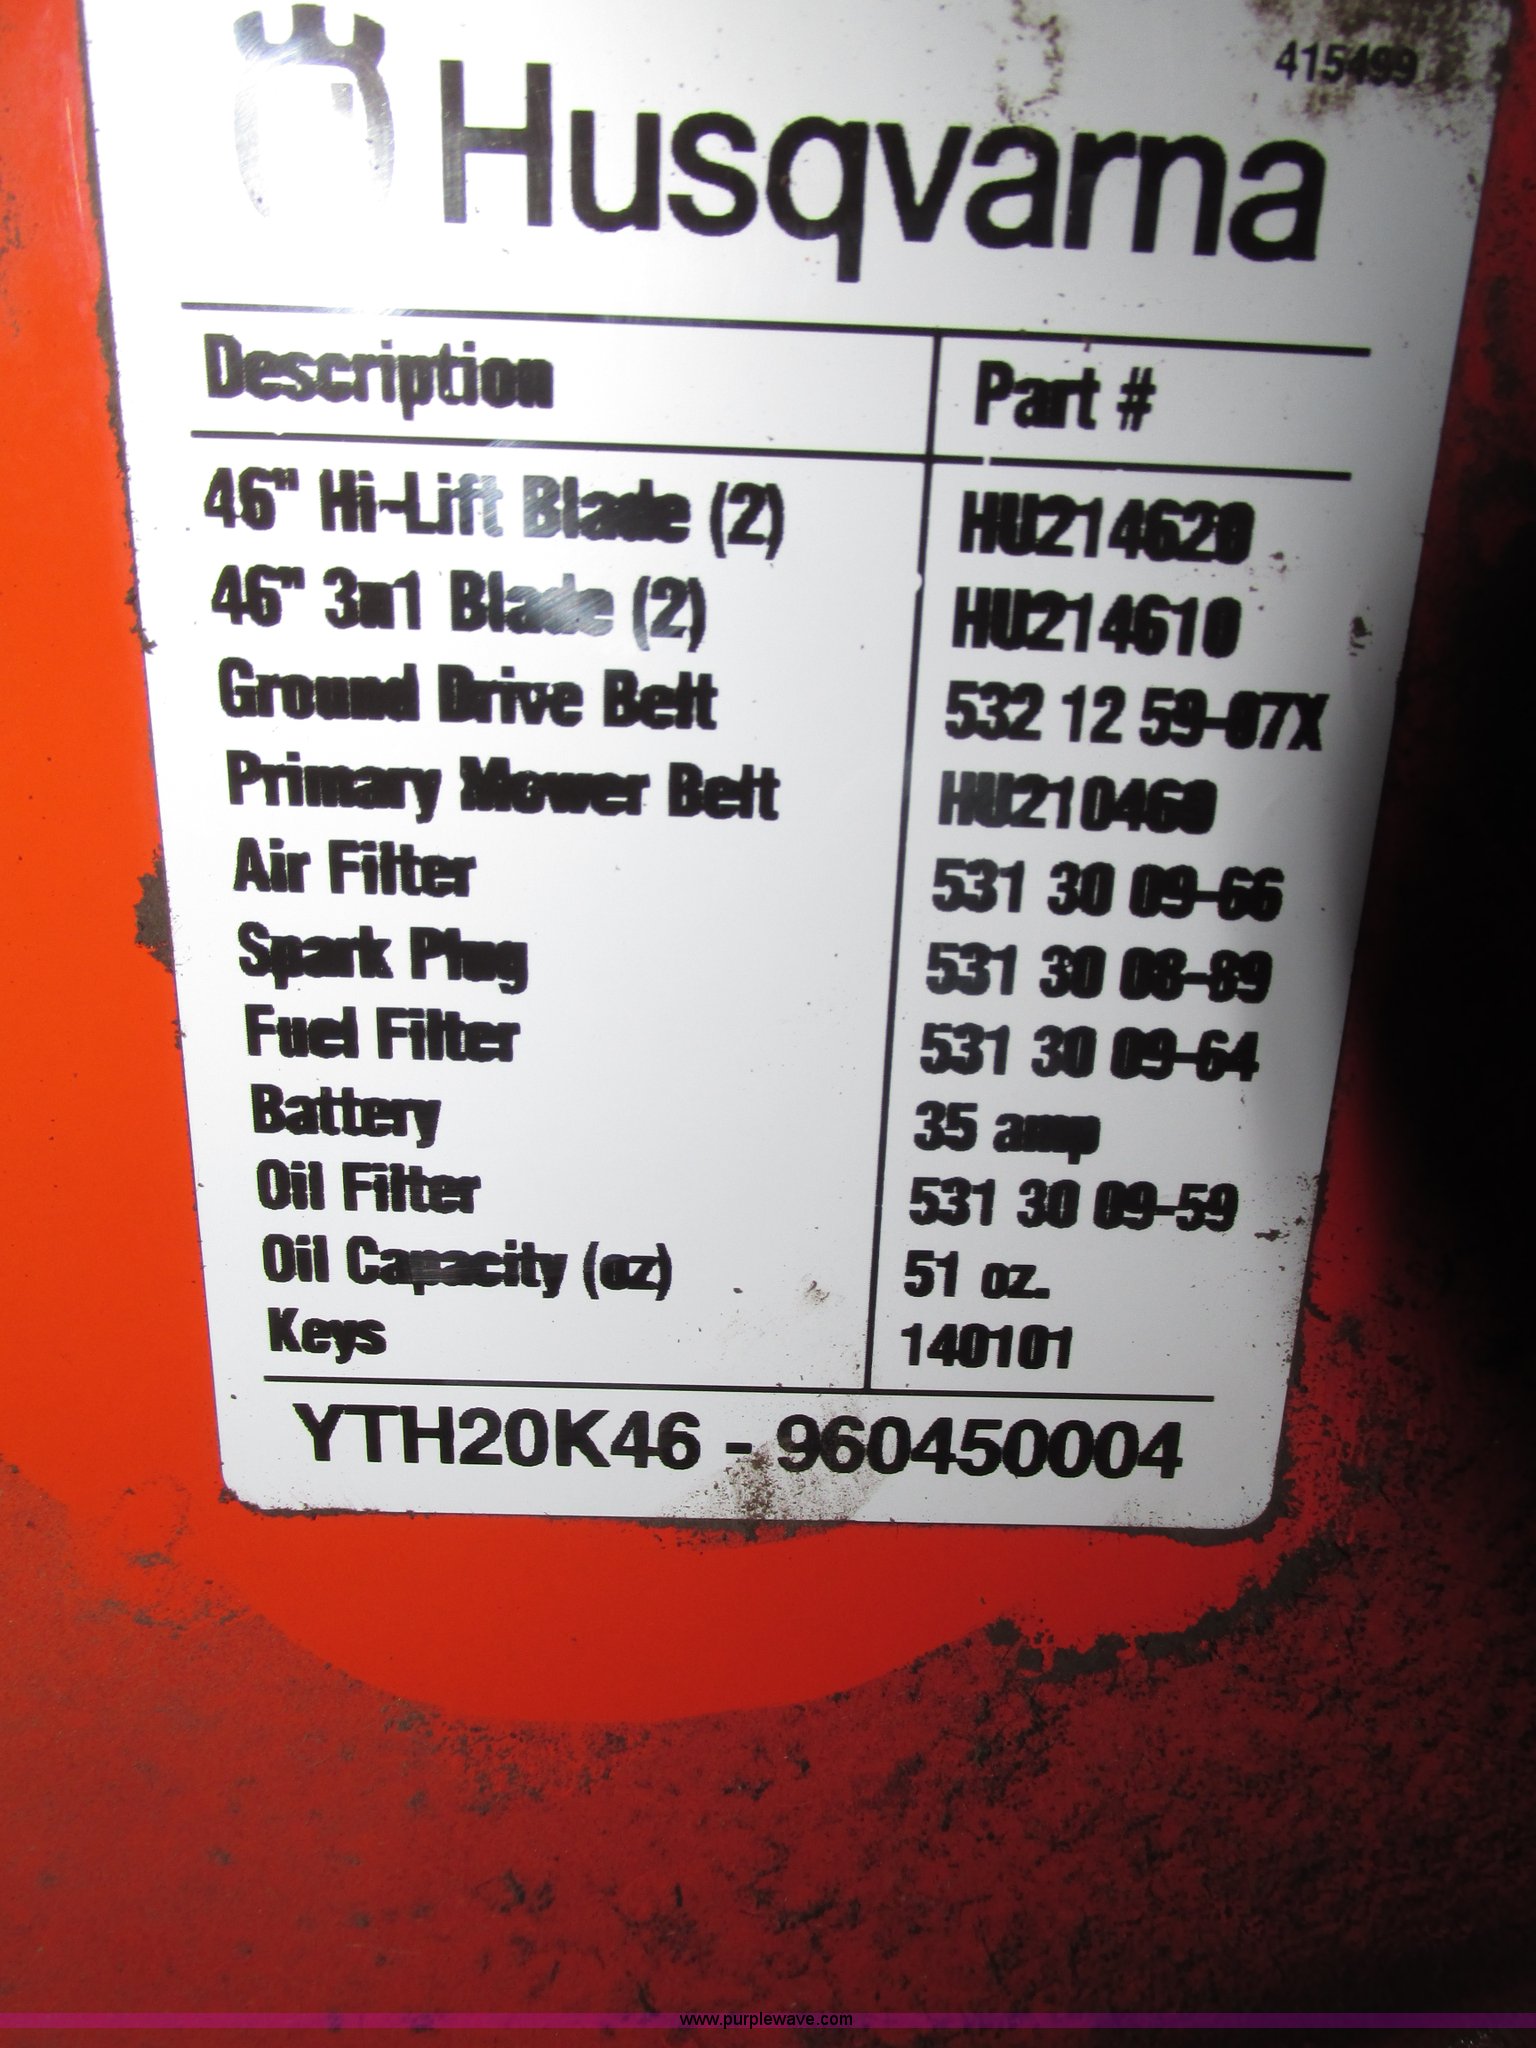 415499
Husqvarna
Description Part #
46" Hi-Lift Blade (2) HU214620
46" 3n1 Blade (2) HU214610
Ground Drive Belt 532 12 59-07X
Primary Mower Belt HU210460
Air Filter 531 30 09-66
Spark Plug 531 30 08-89
Fuel Filter 531 30 09-64
Battery 35 amp
Oil Filter 531 30 09-59
Oil Capacity (oz) 51 oz.
Keys 140101
YTH20K46 - 960450004
www.purplewave.com